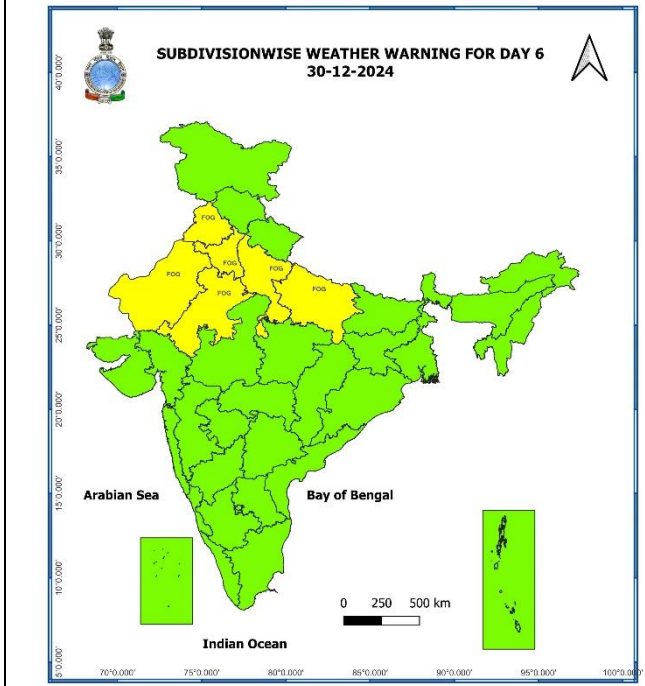 SUBDIVISIONWISE WEATHER WARNING FOR DAY 6
30-12-2024
40°0.000'
35°0.000'
30°0.000'
25°0.000'
20°0.000'
15°0.000'
10°0.000'
5°0.000'
FOG
FOG
FOG
FOG
FOG
FOG
Arabian Sea
Bay of Bengal
0 250 500 km
Indian Ocean
70°0.000' 75°0.000' 80°0.000' 85°0.000' 90°0.000' 95°0.000' 100°0.000'